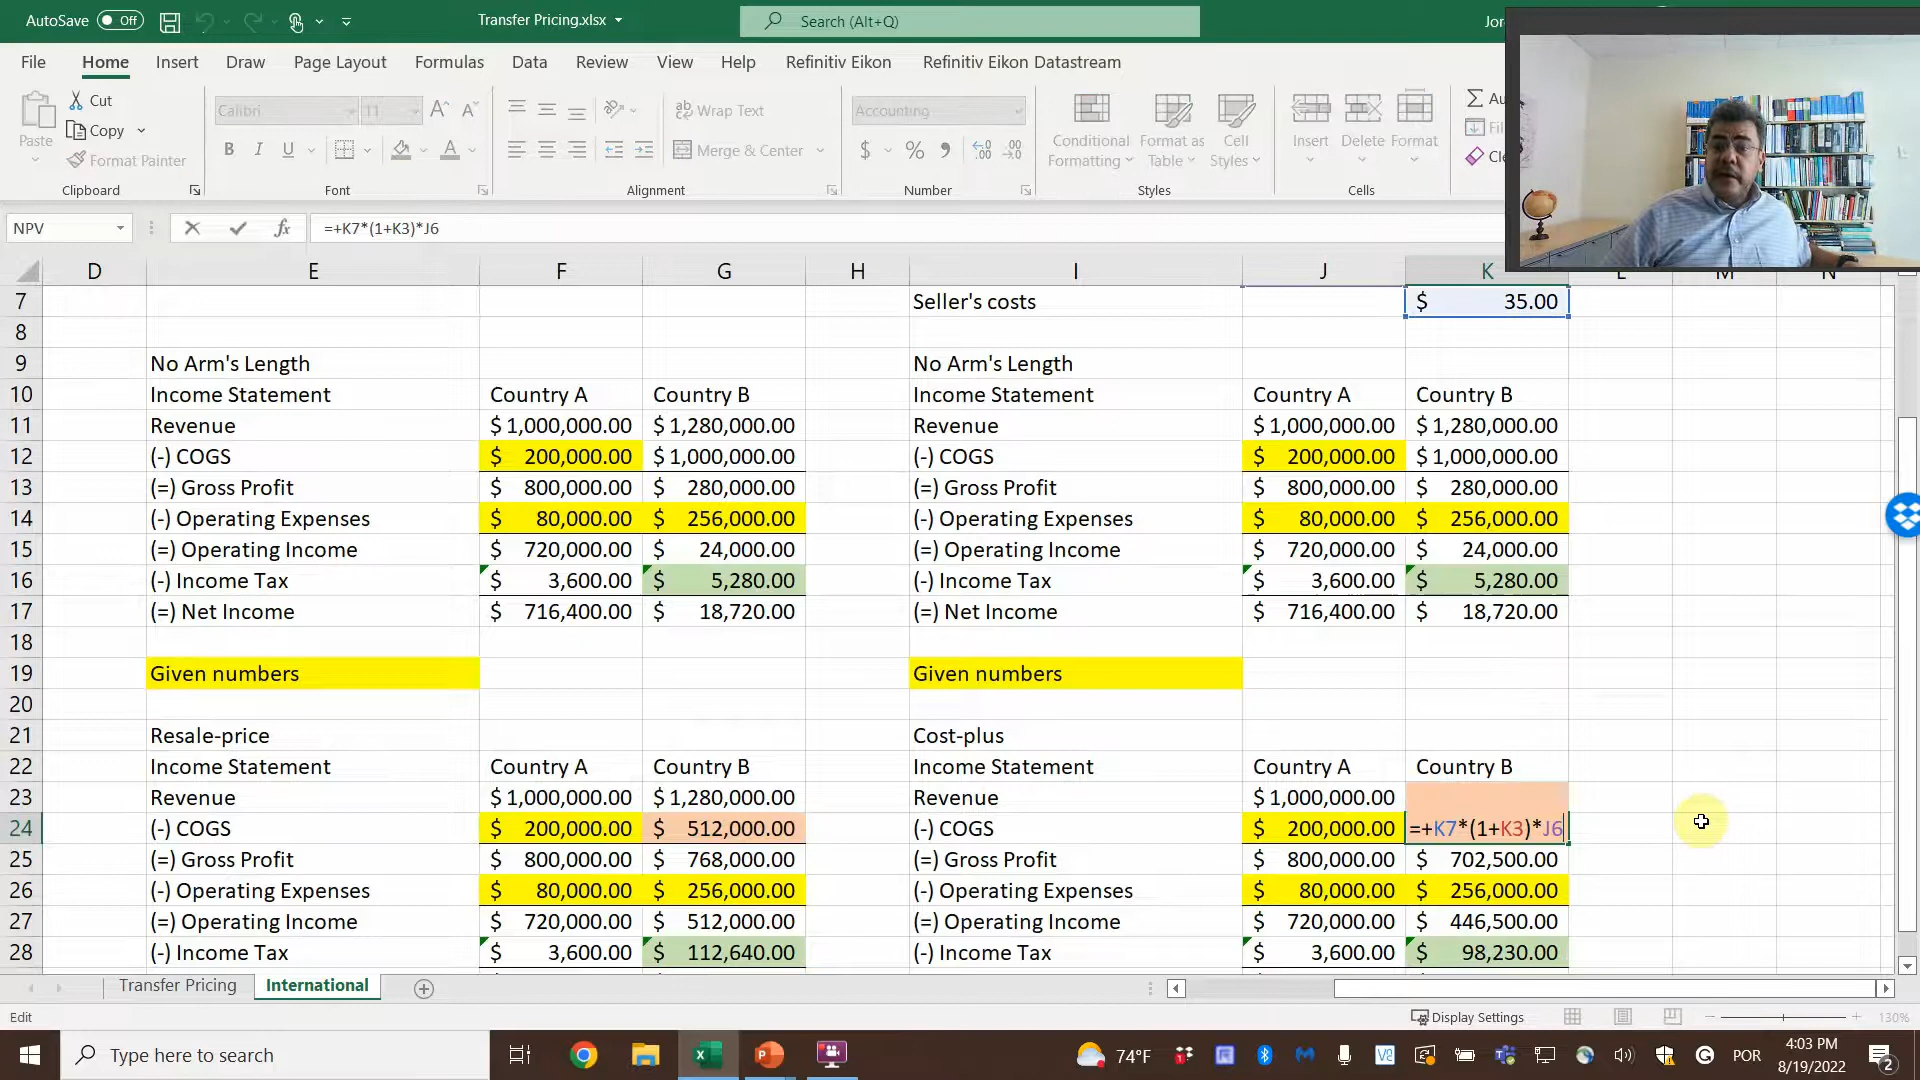 AutoSave Off Transfer Pricing.xlsx Search (Alt+Q) Jor
File Home Insert Draw Page Layout Formulas Data Review View Help Refinitiv Eikon Refinitiv Eikon Datastream
Paste Cut Copy Format Painter
Calibri 11 A^ A
B I U
Wrap Text
Merge & Center
Accounting
$ % 9
Conditional Formatting Format as Table Cell Styles Insert Delete Format
Σ Au
Fil
Cle
Clipboard Font Alignment Number Styles Cells
NPV fx =+K7*(1+K3)*J6
D E F G H I J K L M N
7 Seller's costs $ 35.00
8
9 No Arm's Length No Arm's Length
10 Income Statement Country A Country B Income Statement Country A Country B
11 Revenue $ 1,000,000.00 $ 1,280,000.00 Revenue $ 1,000,000.00 $ 1,280,000.00
12 (-) COGS $ 200,000.00 $ 1,000,000.00 (-) COGS $ 200,000.00 $ 1,000,000.00
13 (=) Gross Profit $ 800,000.00 $ 280,000.00 (=) Gross Profit $ 800,000.00 $ 280,000.00
14 (-) Operating Expenses $ 80,000.00 $ 256,000.00 (-) Operating Expenses $ 80,000.00 $ 256,000.00
15 (=) Operating Income $ 720,000.00 $ 24,000.00 (=) Operating Income $ 720,000.00 $ 24,000.00
16 (-) Income Tax $ 3,600.00 $ 5,280.00 (-) Income Tax $ 3,600.00 $ 5,280.00
17 (=) Net Income $ 716,400.00 $ 18,720.00 (=) Net Income $ 716,400.00 $ 18,720.00
18
19 Given numbers Given numbers
20
21 Resale-price Cost-plus
22 Income Statement Country A Country B Income Statement Country A Country B
23 Revenue $ 1,000,000.00 $ 1,280,000.00 Revenue $ 1,000,000.00
24 (-) COGS $ 200,000.00 $ 512,000.00 (-) COGS $ 200,000.00 =+K7*(1+K3)*J6
25 (=) Gross Profit $ 800,000.00 $ 768,000.00 (=) Gross Profit $ 800,000.00 $ 702,500.00
26 (-) Operating Expenses $ 80,000.00 $ 256,000.00 (-) Operating Expenses $ 80,000.00 $ 256,000.00
27 (=) Operating Income $ 720,000.00 $ 512,000.00 (=) Operating Income $ 720,000.00 $ 446,500.00
28 (-) Income Tax $ 3,600.00 $ 112,640.00 (-) Income Tax $ 3,600.00 $ 98,230.00
Transfer Pricing International
Edit Display Settings 130%
Type here to search 74°F POR 4:03 PM
8/19/2022 2